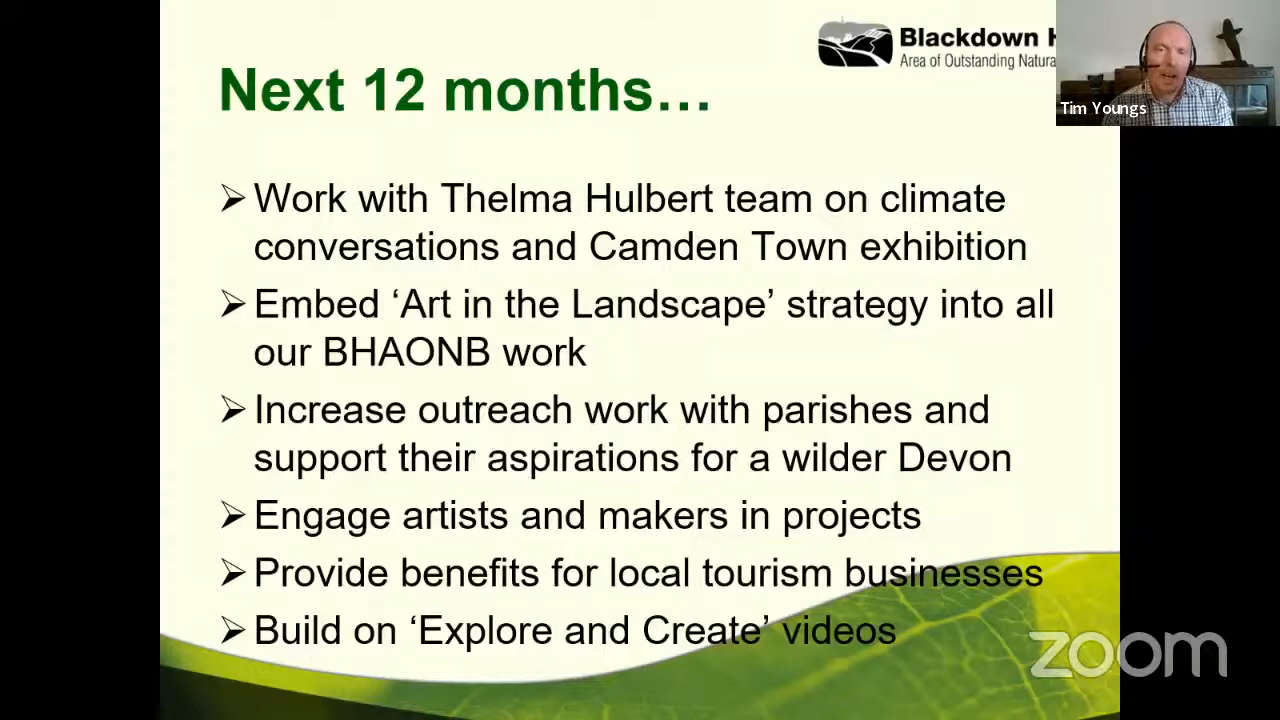 Blackdown H
Area of Outstanding Natura
Tim Youngs
Next 12 months…
➢ Work with Thelma Hulbert team on climate
conversations and Camden Town exhibition
➢ Embed ‘Art in the Landscape’ strategy into all
our BHAONB work
➢ Increase outreach work with parishes and
support their aspirations for a wilder Devon
➢ Engage artists and makers in projects
➢ Provide benefits for local tourism businesses
➢ Build on ‘Explore and Create’ videos
zoom